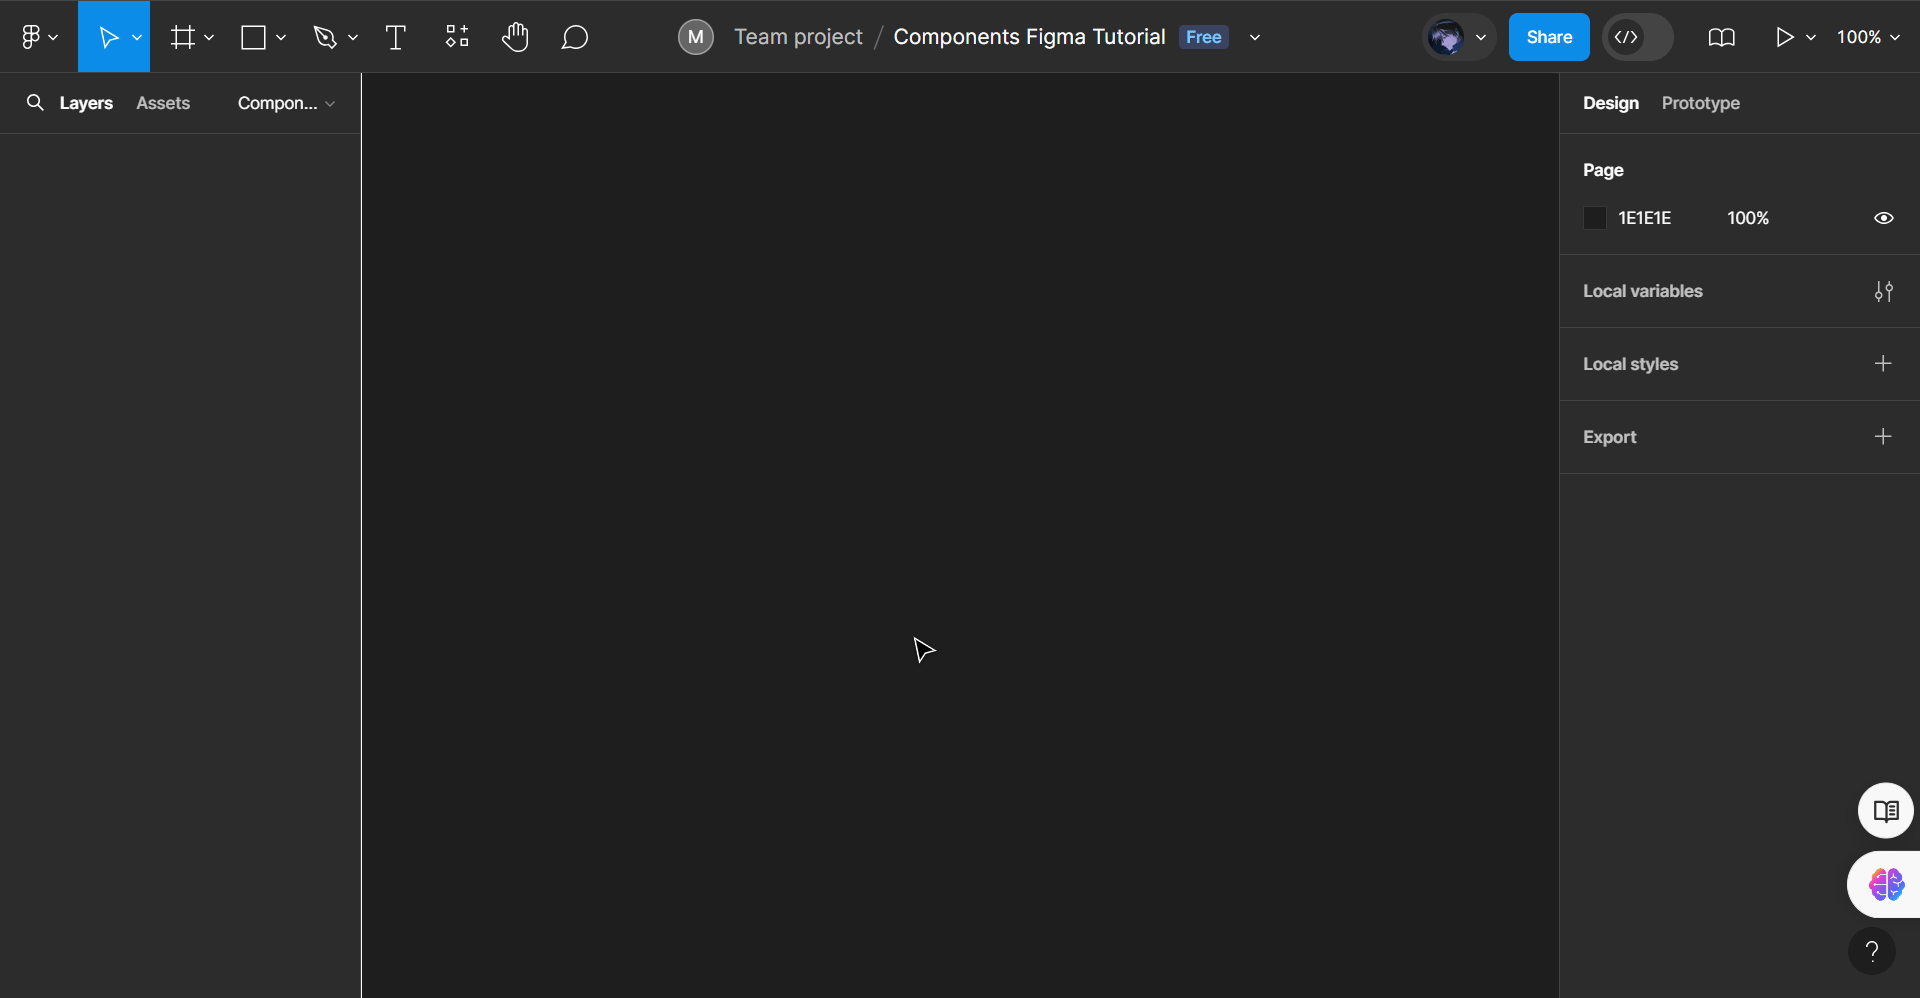 M Team project / Components Figma Tutorial Free
Share
100%
Layers Assets Compon...
Design Prototype
Page
1E1E1E 100%
Local variables
Local styles
Export
?